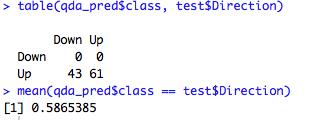 > table(qda_pred$class, test$Direction)
Down Up
Down 0 0
Up 43 61
> mean(qda_pred$class == test$Direction)
[1] 0.5865385